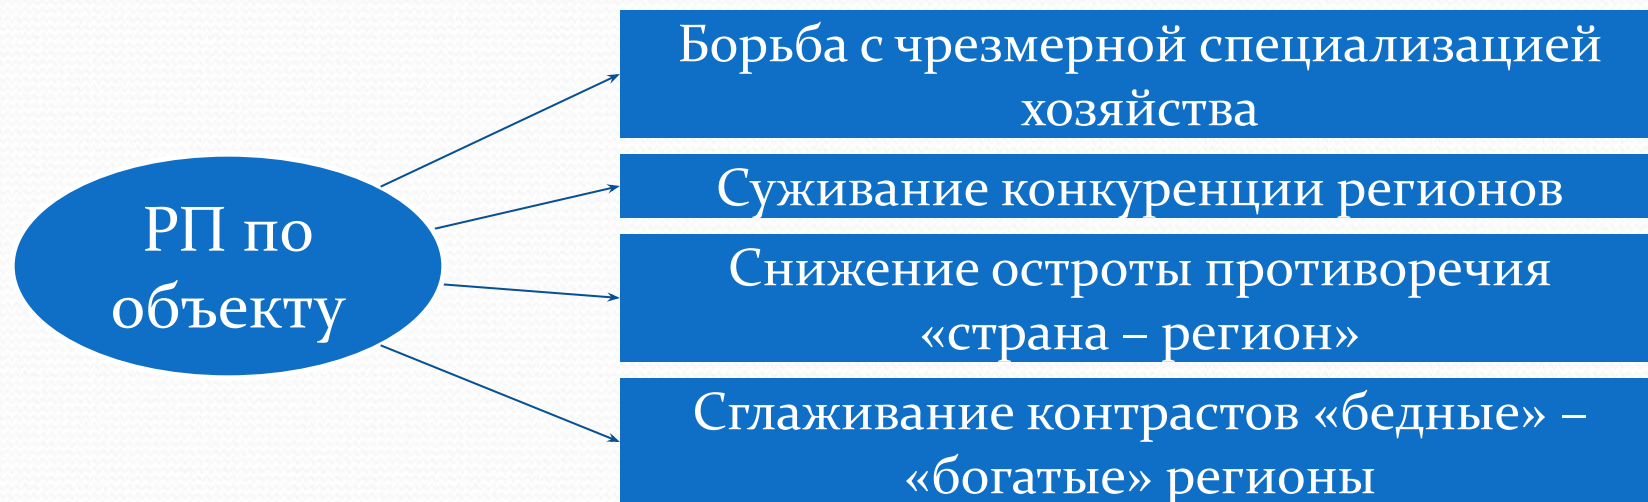 РП по
объекту
Борьба с чрезмерной специализацией
хозяйства
Суживание конкуренции регионов
Снижение остроты противоречия
«страна – регион»
Сглаживание контрастов «бедные» –
«богатые» регионы